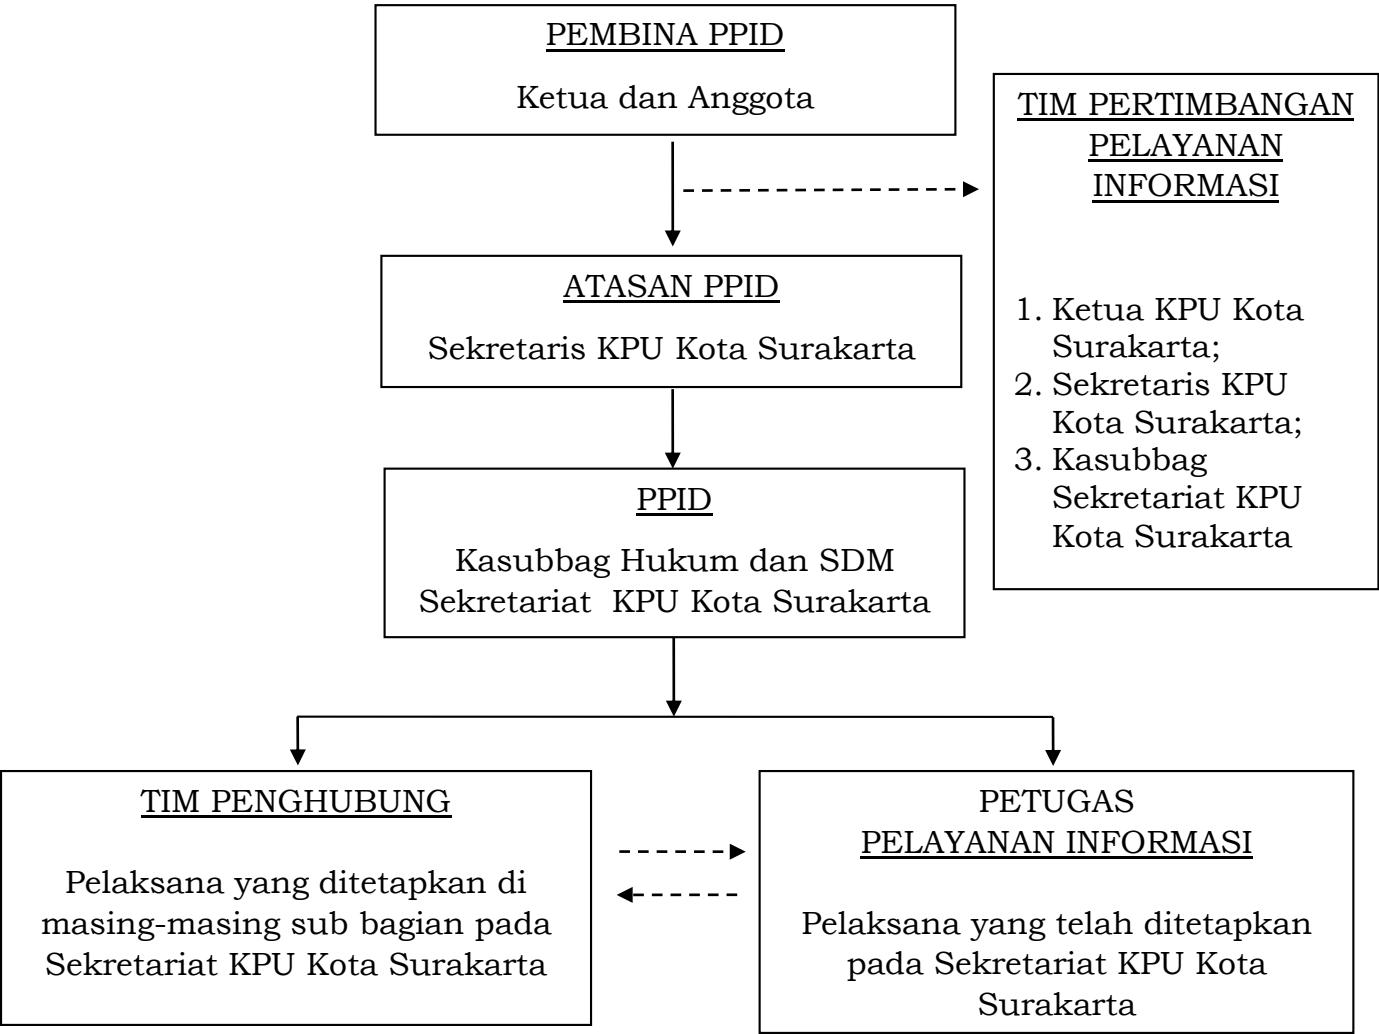 PEMBINA PPID
Ketua dan Anggota
TIM PERTIMBANGAN
PELAYANAN
INFORMASI
1. Ketua KPU Kota
Surakarta;
2. Sekretaris KPU
Kota Surakarta;
3. Kasubbag
Sekretariat KPU
Kota Surakarta
ATASAN PPID
Sekretaris KPU Kota Surakarta
PPID
Kasubbag Hukum dan SDM
Sekretariat  KPU Kota Surakarta
TIM PENGHUBUNG
Pelaksana yang ditetapkan di
masing-masing sub bagian pada
Sekretariat KPU Kota Surakarta
PETUGAS
PELAYANAN INFORMASI
Pelaksana yang telah ditetapkan
pada Sekretariat KPU Kota
Surakarta